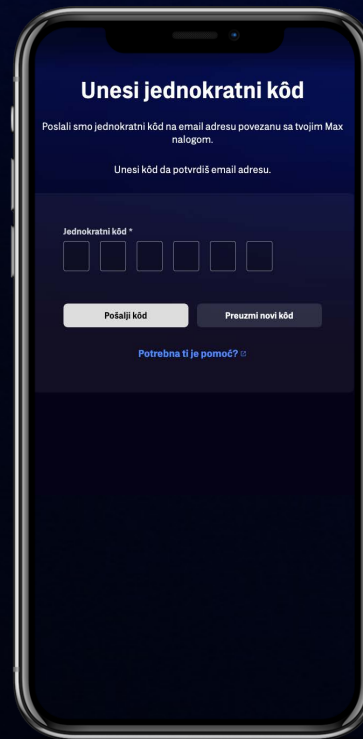 Unesi jednokratni kôd
Poslali smo jednokratni kôd na email adresu povezanu sa tvojim Max
nalogom.
Unesi kôd da potvrdiš email adresu.
Jednokratni kôd *
Pošalji kôd
Preuzmi novi kôd
Potrebna ti je pomoć?